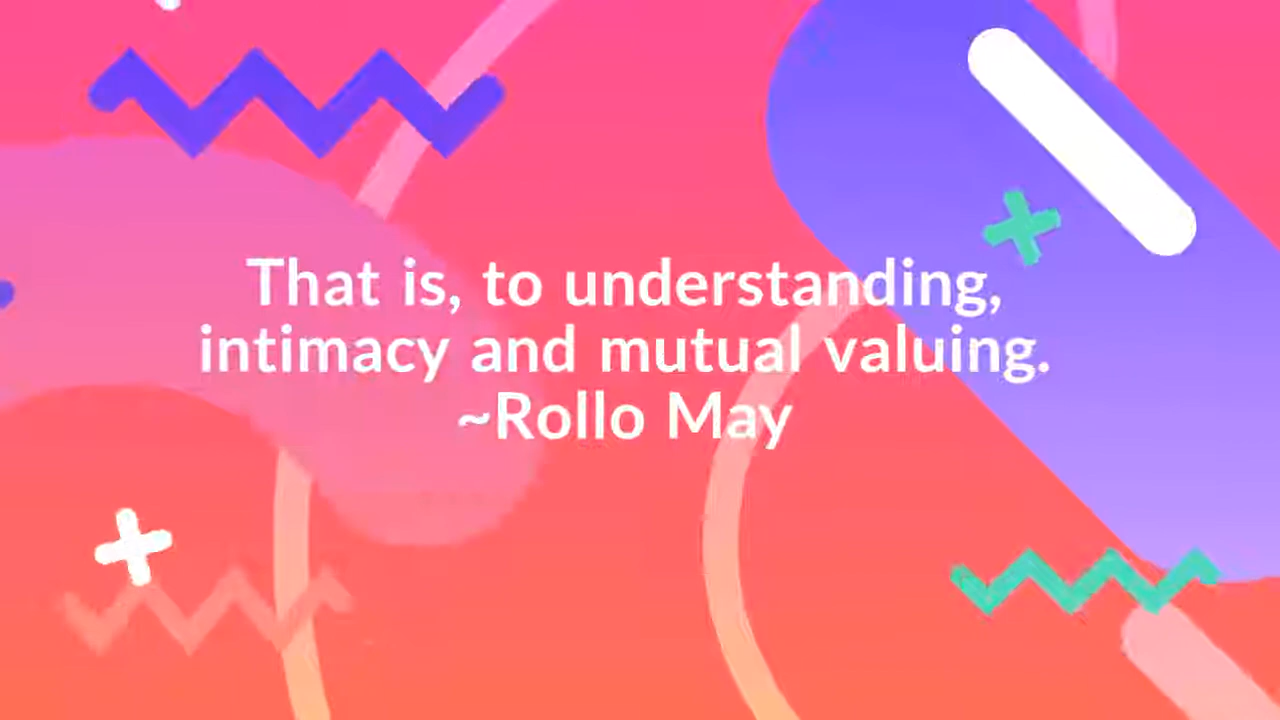 That is, to understanding,
intimacy and mutual valuing.
~Rollo May